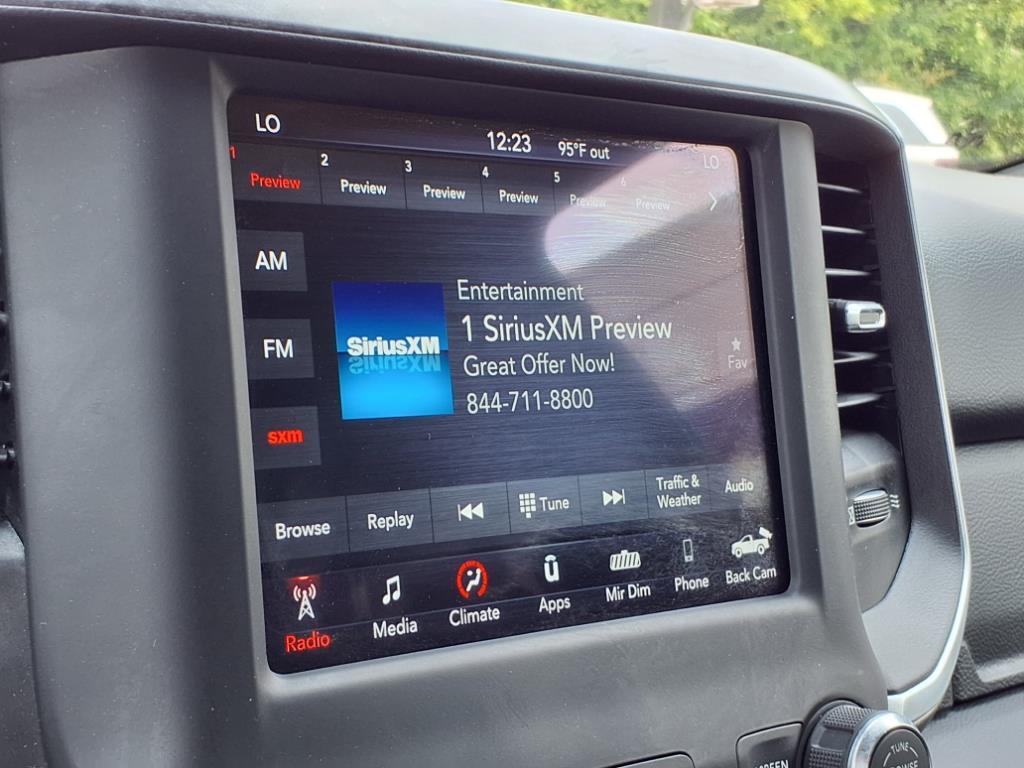 LO
12:23
95°F out
LO
1
Preview
2
Preview
3
Preview
4
Preview
5
Preview
6
Preview
AM
FM
sxm
SiriusXM
Entertainment
1 SiriusXM Preview
Great Offer Now!
844-711-8800
Fav
Browse
Replay
Tune
Traffic &
Weather
Audio
Radio
Media
Climate
Apps
Mir Dim
Phone
Back Cam
TUNE